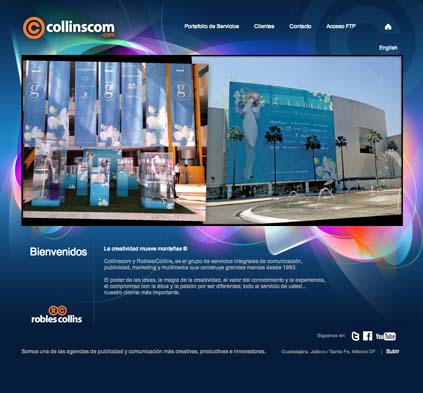 collinscom
.com
Portafolio de Servicios Clientes Contacto Acceso FTP
English
g
GALERIAS
Bienvenidos
La creatividad mueve montañas ®
Collinscom y Robles/Collins, es el grupo de servicios integrales de comunicación,
publicidad, marketing y multimedia que construye grandes marcas desde 1993.
El poder de las ideas, la magia de la creatividad, el valor del conocimiento y la experiencia,
el compromiso con la ética y la pasión por ser diferentes; todo al servicio de usted...
nuestro cliente más importante.
robles collins
Síguenos en:
You Tube
Somos una de las agencias de publicidad y comunicación más creativas, productivas e innovadoras.
Guadalajara, Jalisco / Santa Fe, México DF | Subir